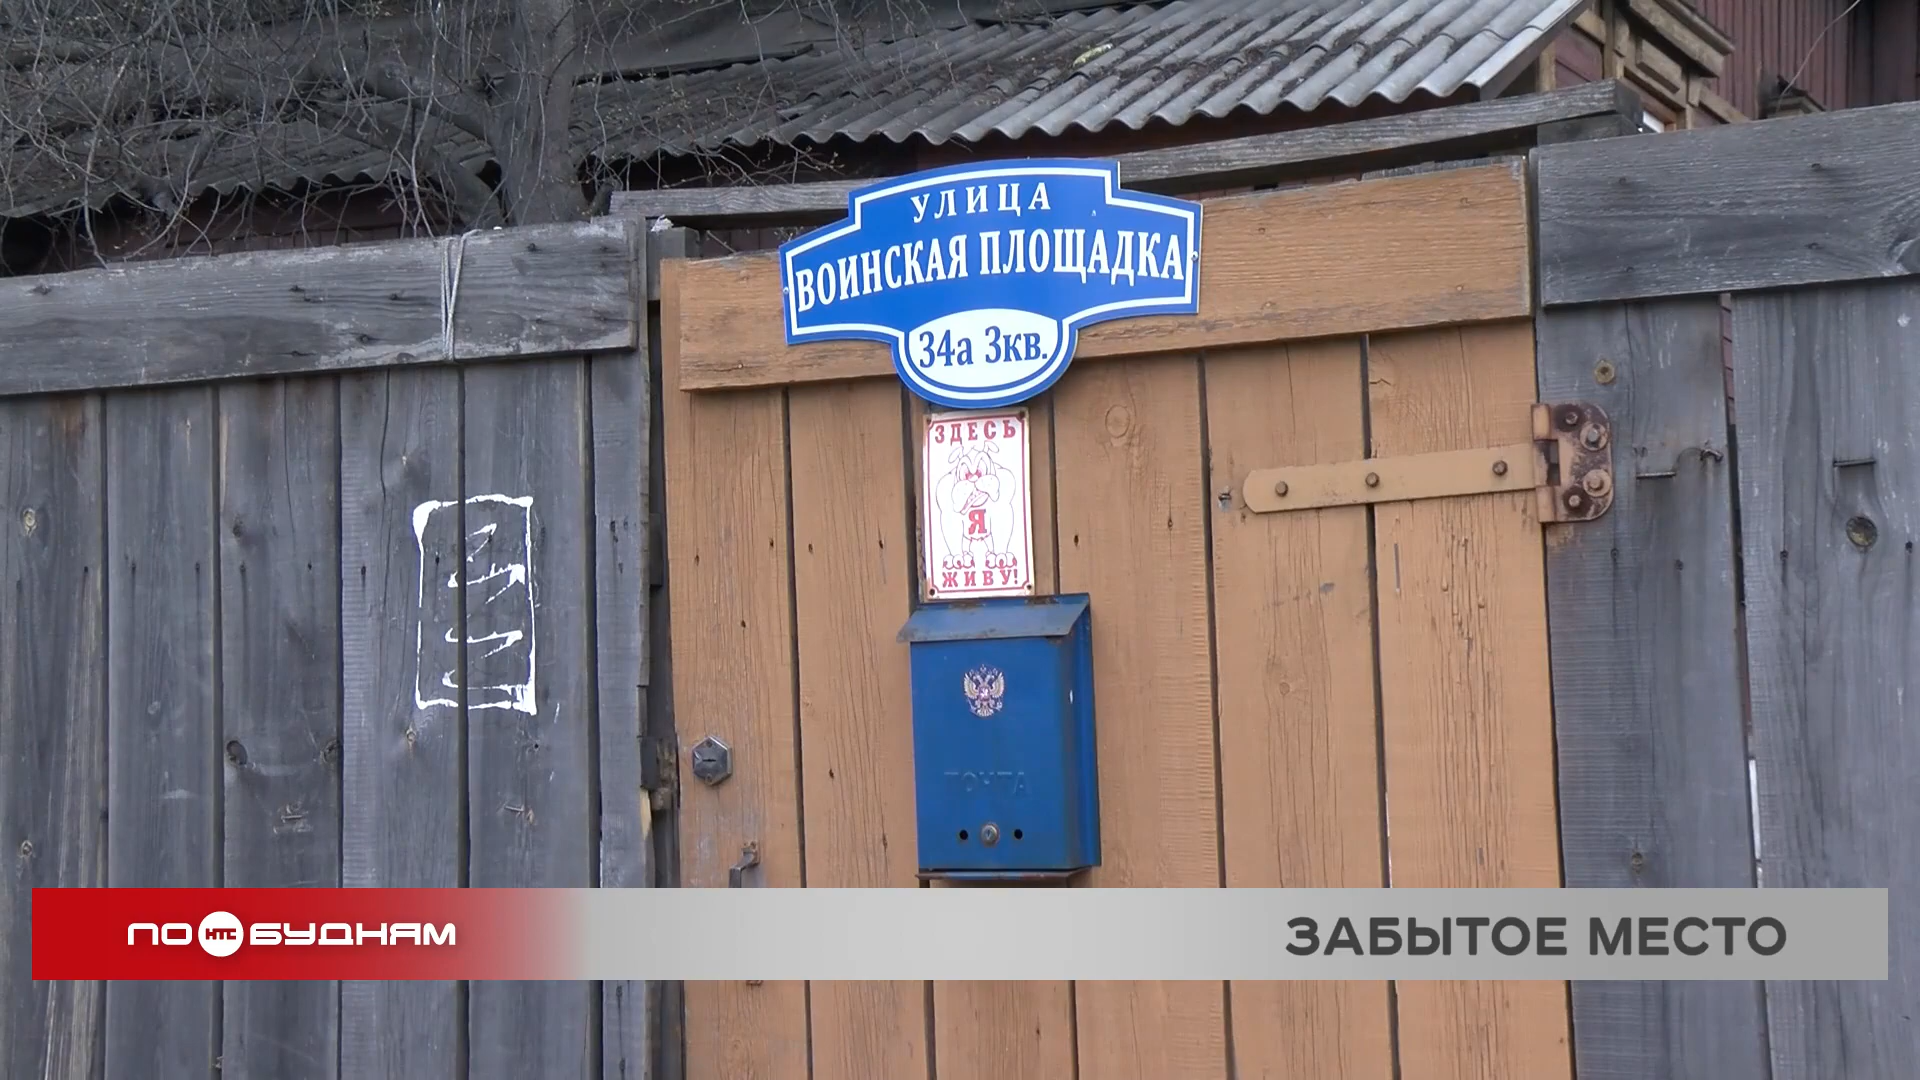 УЛИЦА
ВОИНСКАЯ ПЛОЩАДКА
34а 3кв.
ЗДЕСЬ
Я
ЖИВУ!
ПОЧТА
ПО НТС БУДНЯМ
ЗАБЫТОЕ МЕСТО